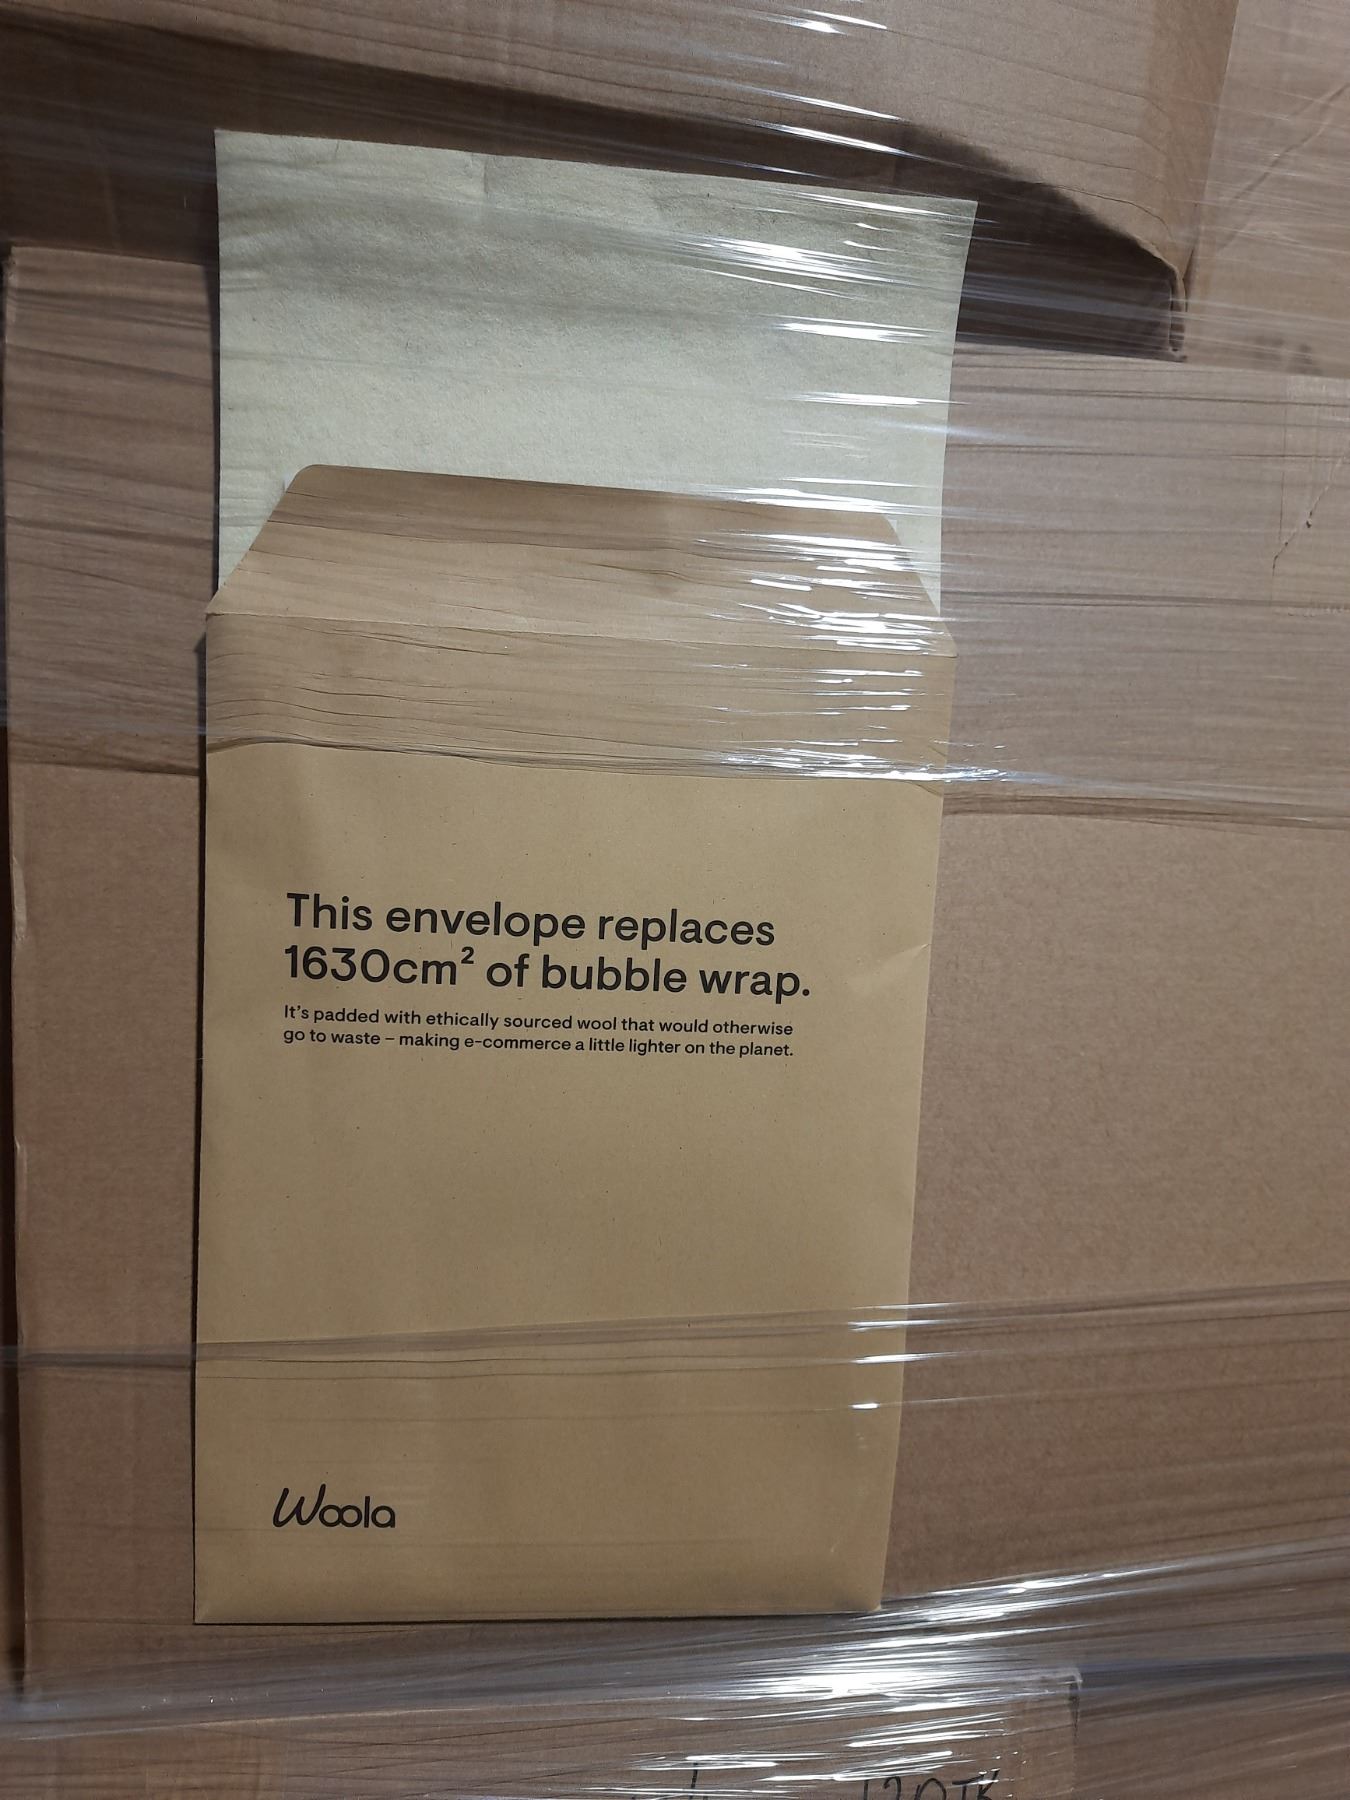 This envelope replaces
1630cm² of bubble wrap.
It's padded with ethically sourced wool that would otherwise
go to waste – making e-commerce a little lighter on the planet.
Woola
120TK